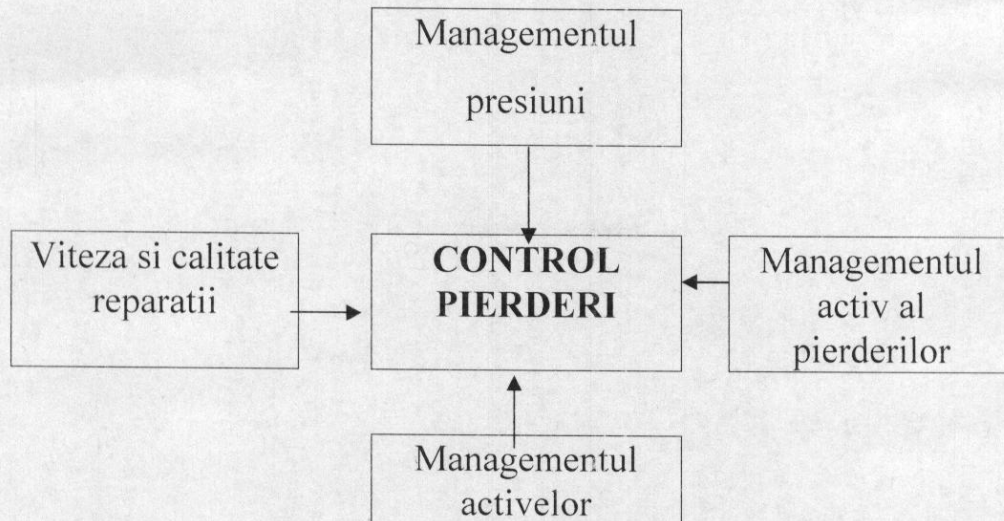 Managementul
presiuni
Viteza si calitate
reparatii
CONTROL
PIERDERI
Managementul
activ al
pierderilor
Managementul
activelor